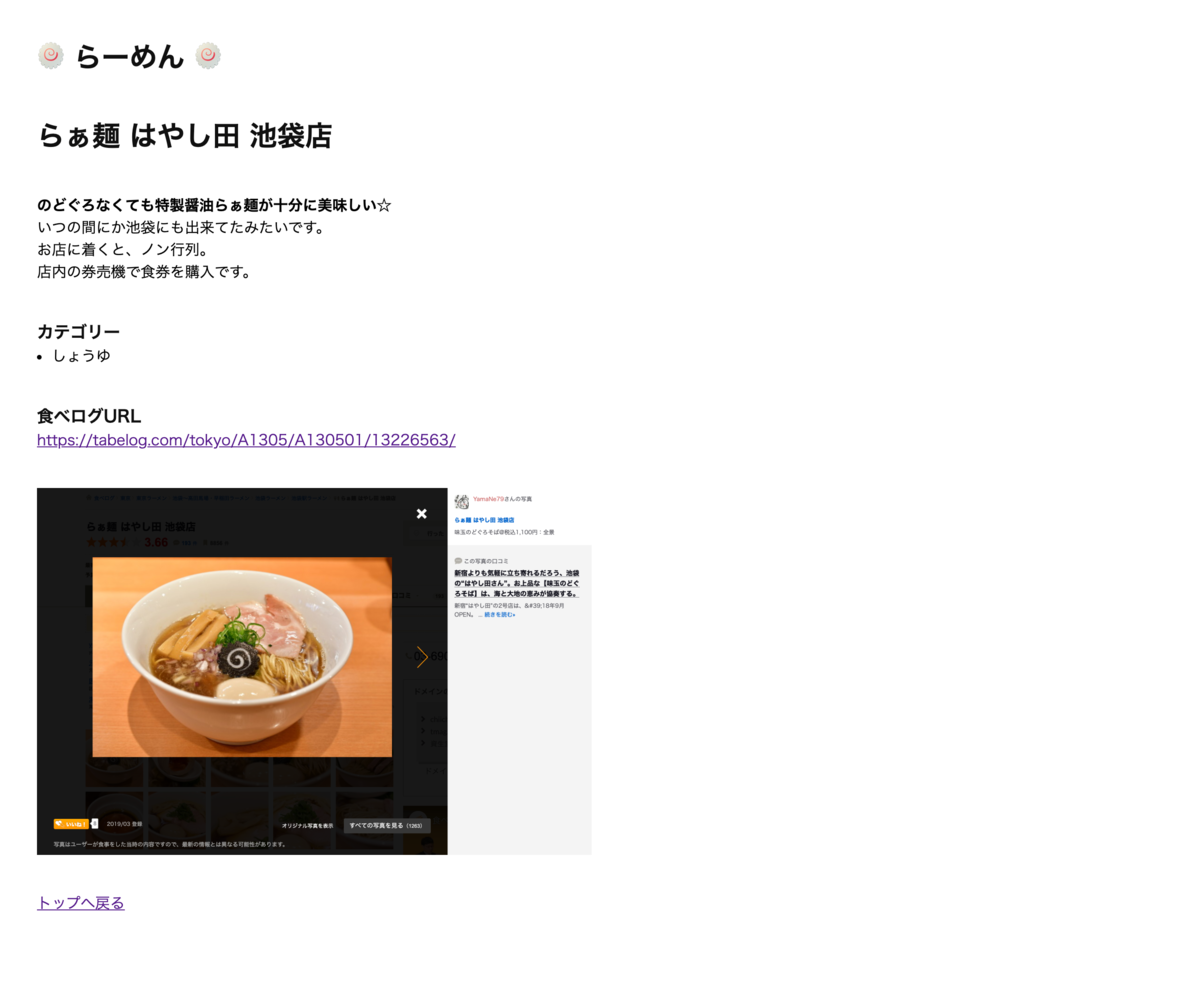 🍥 らーめん 🍥
らぁ麺 はやし田 池袋店
のどぐろなくても特製醤油らぁ麺が十分に美味しい☆
いつの間にか池袋にも出来てたみたいです。
お店に着くと、ノン行列。
店内の券売機で食券を購入です。
カテゴリー
• しょうゆ
食べログURL
https://tabelog.com/tokyo/A1305/A130501/13226563/
らぁ麺 はやし田 池袋店
3.66
YamaNe79さんの写真
らぁ麺 はやし田 池袋店
味玉のどぐろそば@税込1,100円：全景
この写真の口コミ
新宿よりも気軽に立ち寄れるだろう、池袋
の"はやし田さん"。お上品な【味玉のどぐ
ろそば】は、海と大地の恵みが協奏する。
新宿"はやし田"の2号店は、&#39;18年9月
OPEN。 ... 続きを読む»
いいね！
2019/03 登録
オリジナル写真を表示
すべての写真を見る（1263）
写真はユーザーが食事をした当時の内容ですので、最新の情報とは異なる可能性があります。
トップへ戻る